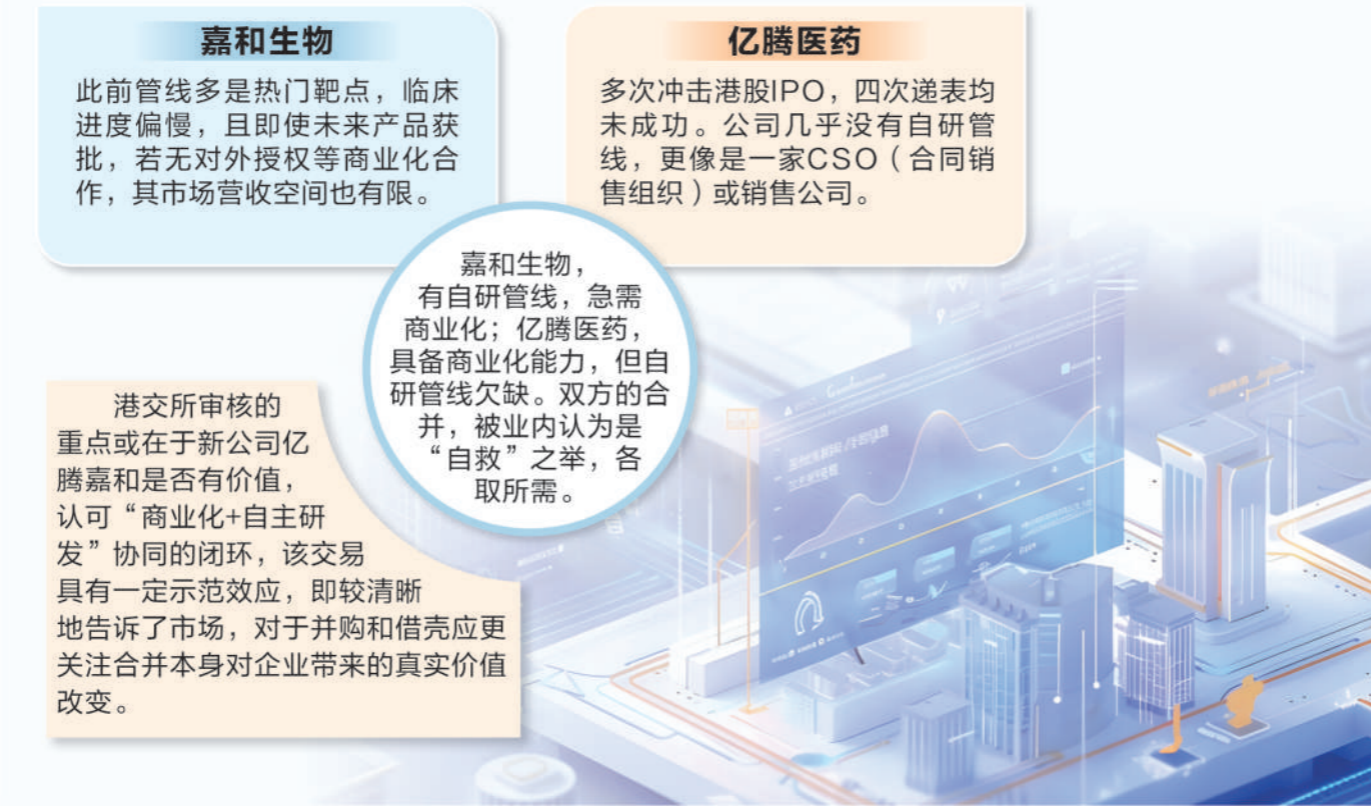 嘉和生物
此前管线多是热门靶点，临床
进度偏慢，且即使未来产品获
批，若无对外授权等商业化合
作，其市场营收空间也有限。
亿腾医药
多次冲击港股IPO，四次递表均
未成功。公司几乎没有自研管
线，更像是一家CSO（合同销
售组织）或销售公司。
嘉和生物，
有自研管线，急需
商业化；亿腾医药，
具备商业化能力，但自
研管线欠缺。双方的合
并，被业内认为是
“自救”之举，各
取所需。
港交所审核的
重点或在于新公司亿
腾嘉和是否有价值，
认可“商业化+自主研
发”协同的闭环，该交易
具有一定示范效应，即较清晰
地告诉了市场，对于并购和借壳应更
关注合并本身对企业带来的真实价值
改变。